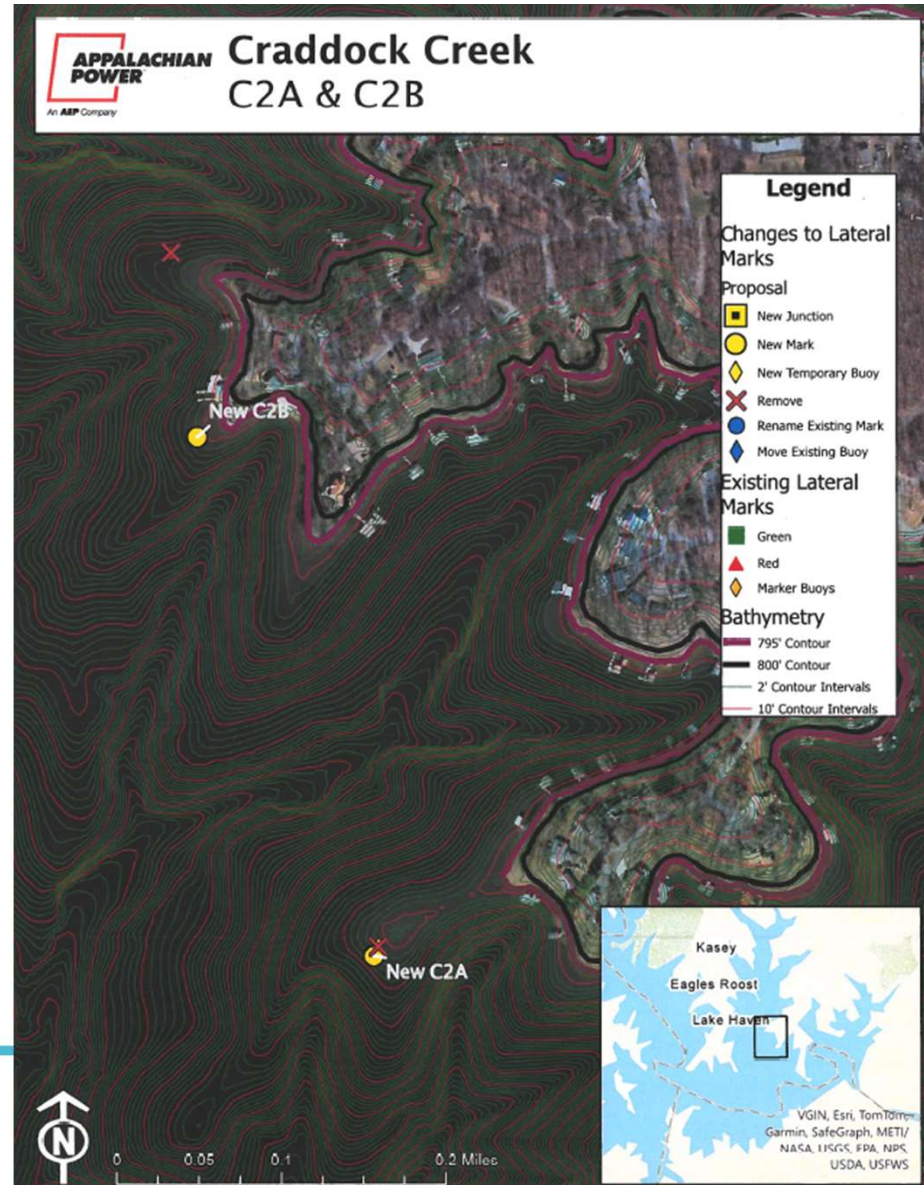 APPALACHIAN
POWER
An AEP Company
Craddock Creek
C2A & C2B
Legend
Changes to Lateral
Marks
Proposal
New Junction
New Mark
New Temporary Buoy
Remove
Rename Existing Mark
Move Existing Buoy
Existing Lateral
Marks
Green
Red
Marker Buoys
Bathymetry
795' Contour
800' Contour
2' Contour Intervals
10' Contour Intervals
New C2B
New C2A
Kasey
Eagles Roost
Lake Haven
VGIN, Esri, TomTom,
Garmin, SafeGraph, METI/
NASA, USGS, EPA, NPS,
USDA, USFWS
N
0 0.05 0.1 0.2 Miles